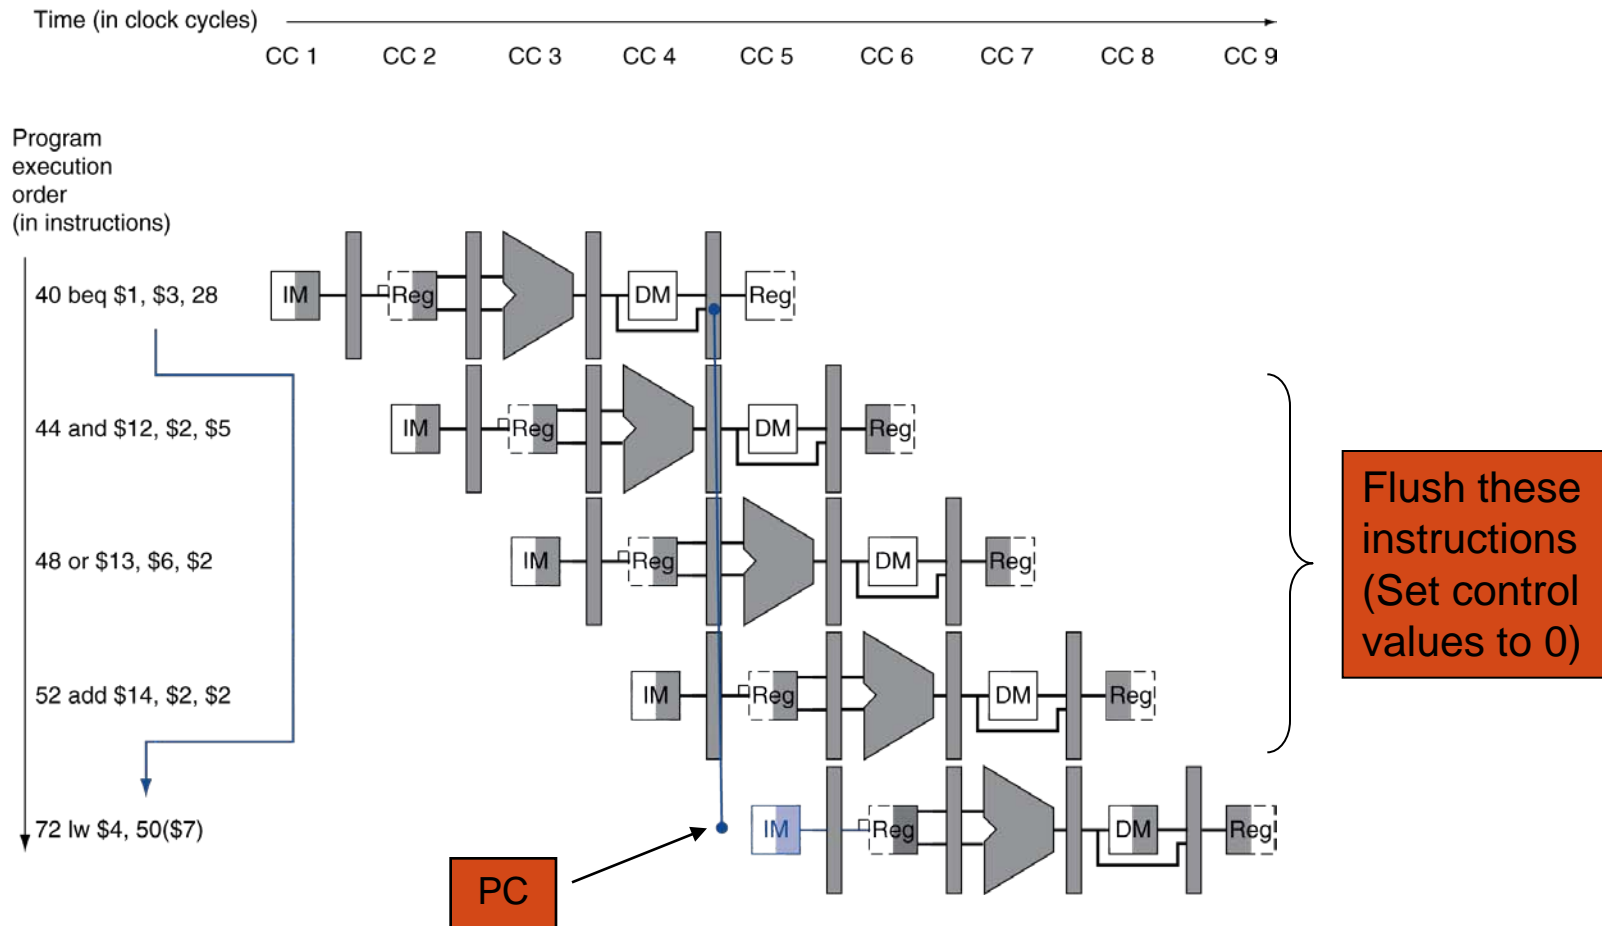 Time (in clock cycles)
CC 1 CC 2 CC 3 CC 4 CC 5 CC 6 CC 7 CC 8 CC 9
Program
execution
order
(in instructions)
40 beq $1, $3, 28 IM Reg DM Reg
44 and $12, $2, $5 IM Reg DM Reg
48 or $13, $6, $2 IM Reg DM Reg
52 add $14, $2, $2 IM Reg DM Reg
72 lw $4, 50($7) IM Reg DM Reg
Flush these
instructions
(Set control
values to 0)
PC